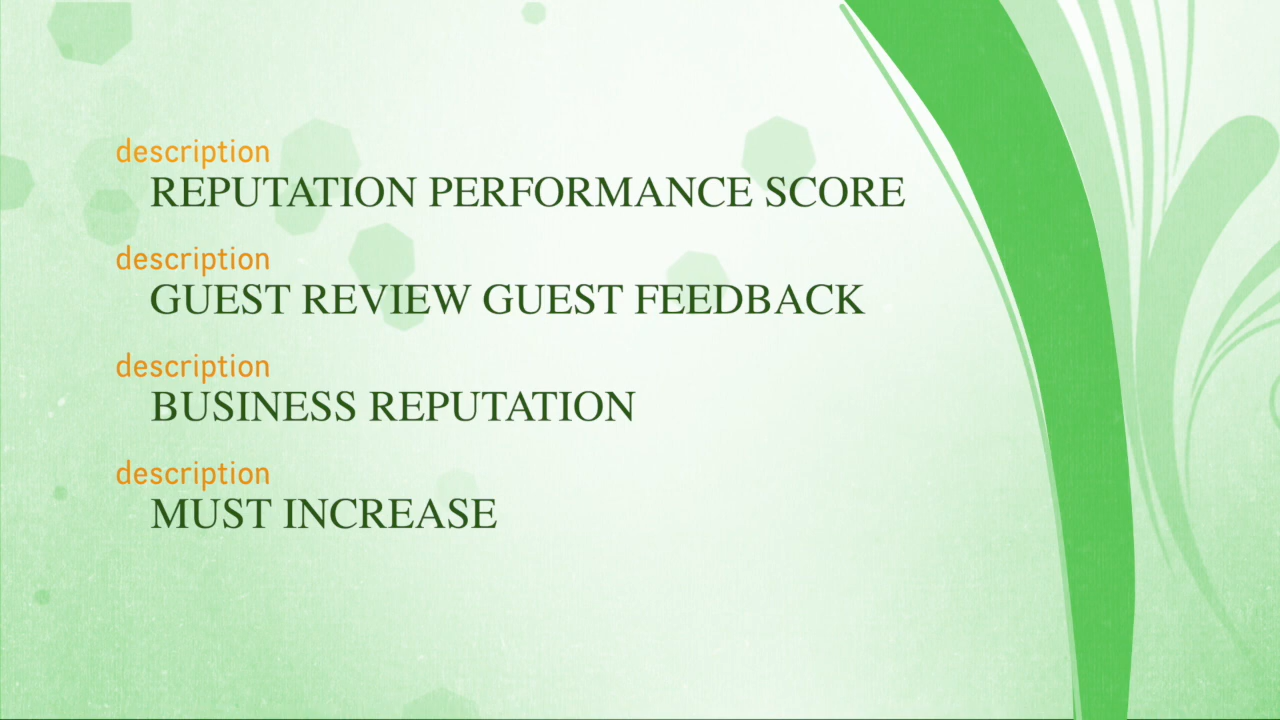 description
REPUTATION PERFORMANCE SCORE
description
GUEST REVIEW GUEST FEEDBACK
description
BUSINESS REPUTATION
description
MUST INCREASE